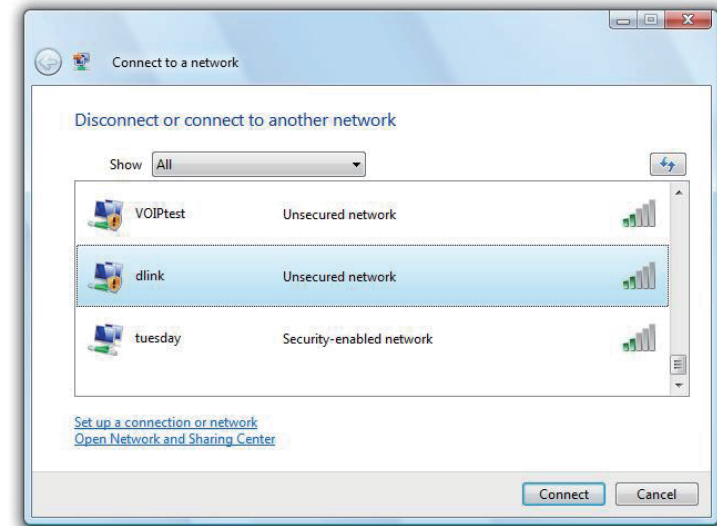 Connect to a network
Disconnect or connect to another network
Show All
VOIPtest Unsecured network
dlink Unsecured network
tuesday Security-enabled network
Set up a connection or network
Open Network and Sharing Center
Connect Cancel